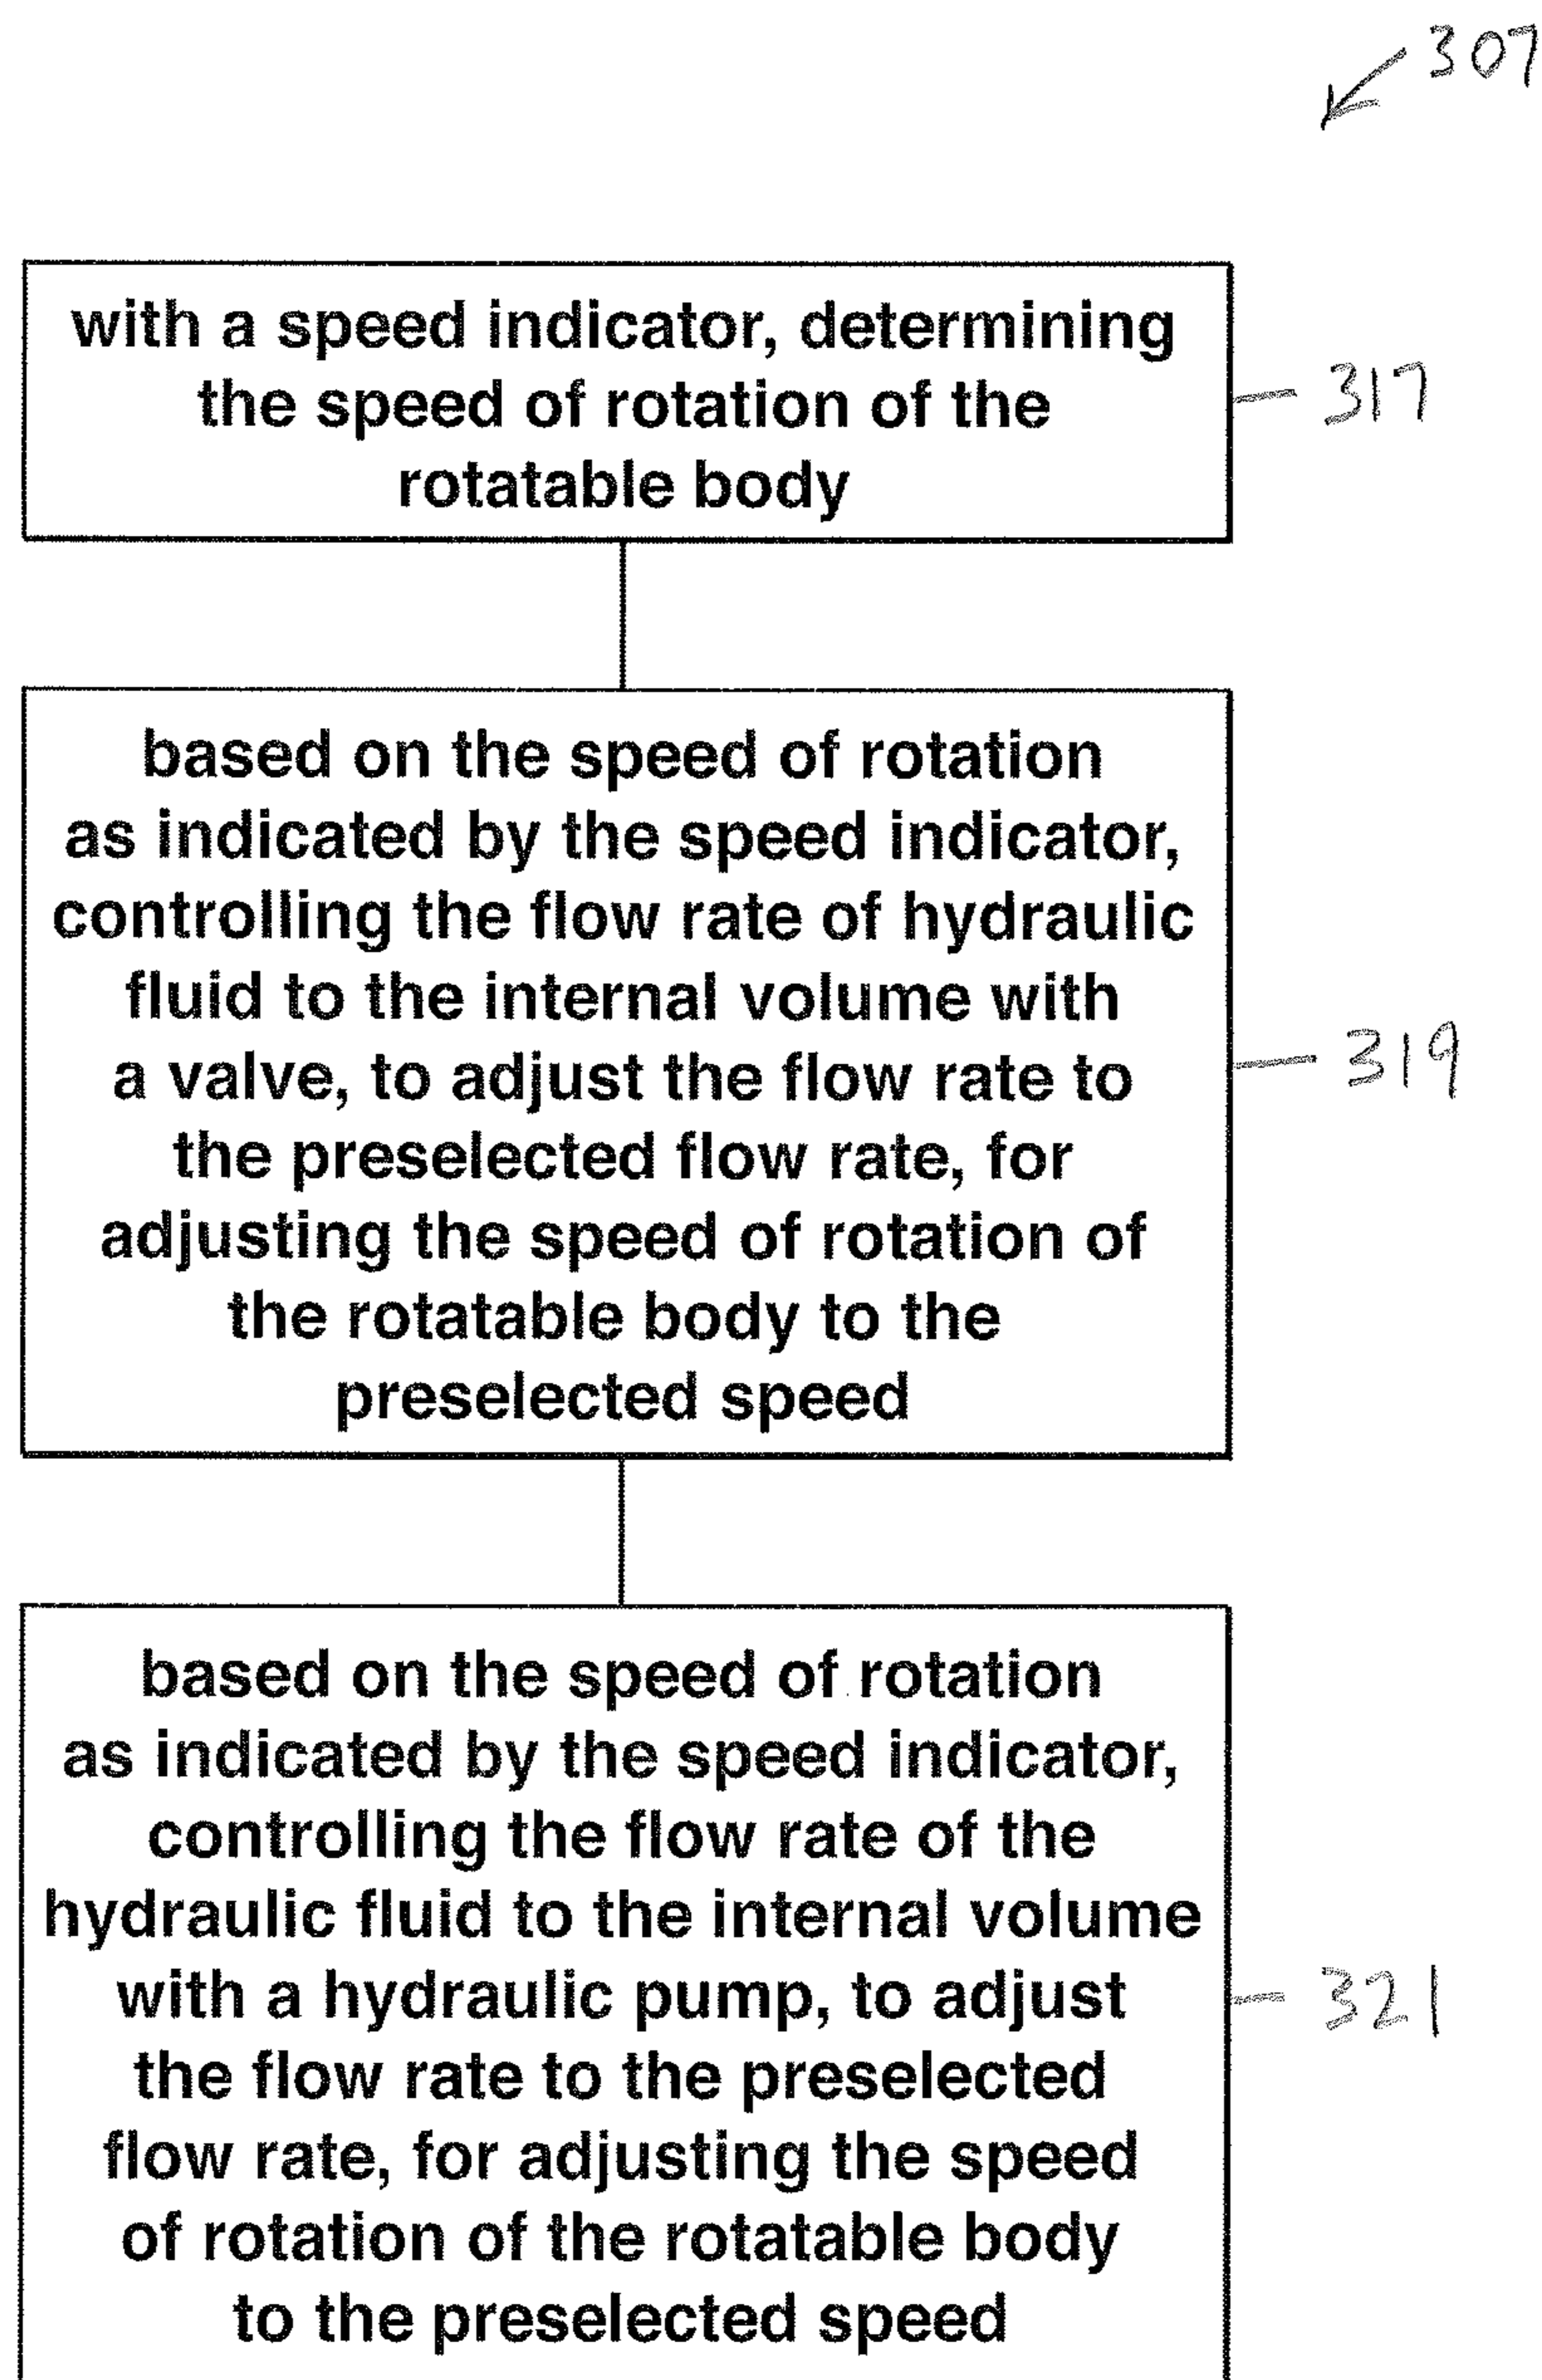 307
with a speed indicator, determining
the speed of rotation of the
rotatable body
317
based on the speed of rotation
as indicated by the speed indicator,
controlling the flow rate of hydraulic
fluid to the internal volume with
a valve, to adjust the flow rate to
the preselected flow rate, for
adjusting the speed of rotation of
the rotatable body to the
preselected speed
319
based on the speed of rotation
as indicated by the speed indicator,
controlling the flow rate of the
hydraulic fluid to the internal volume
with a hydraulic pump, to adjust
the flow rate to the preselected
flow rate, for adjusting the speed
of rotation of the rotatable body
to the preselected speed
321